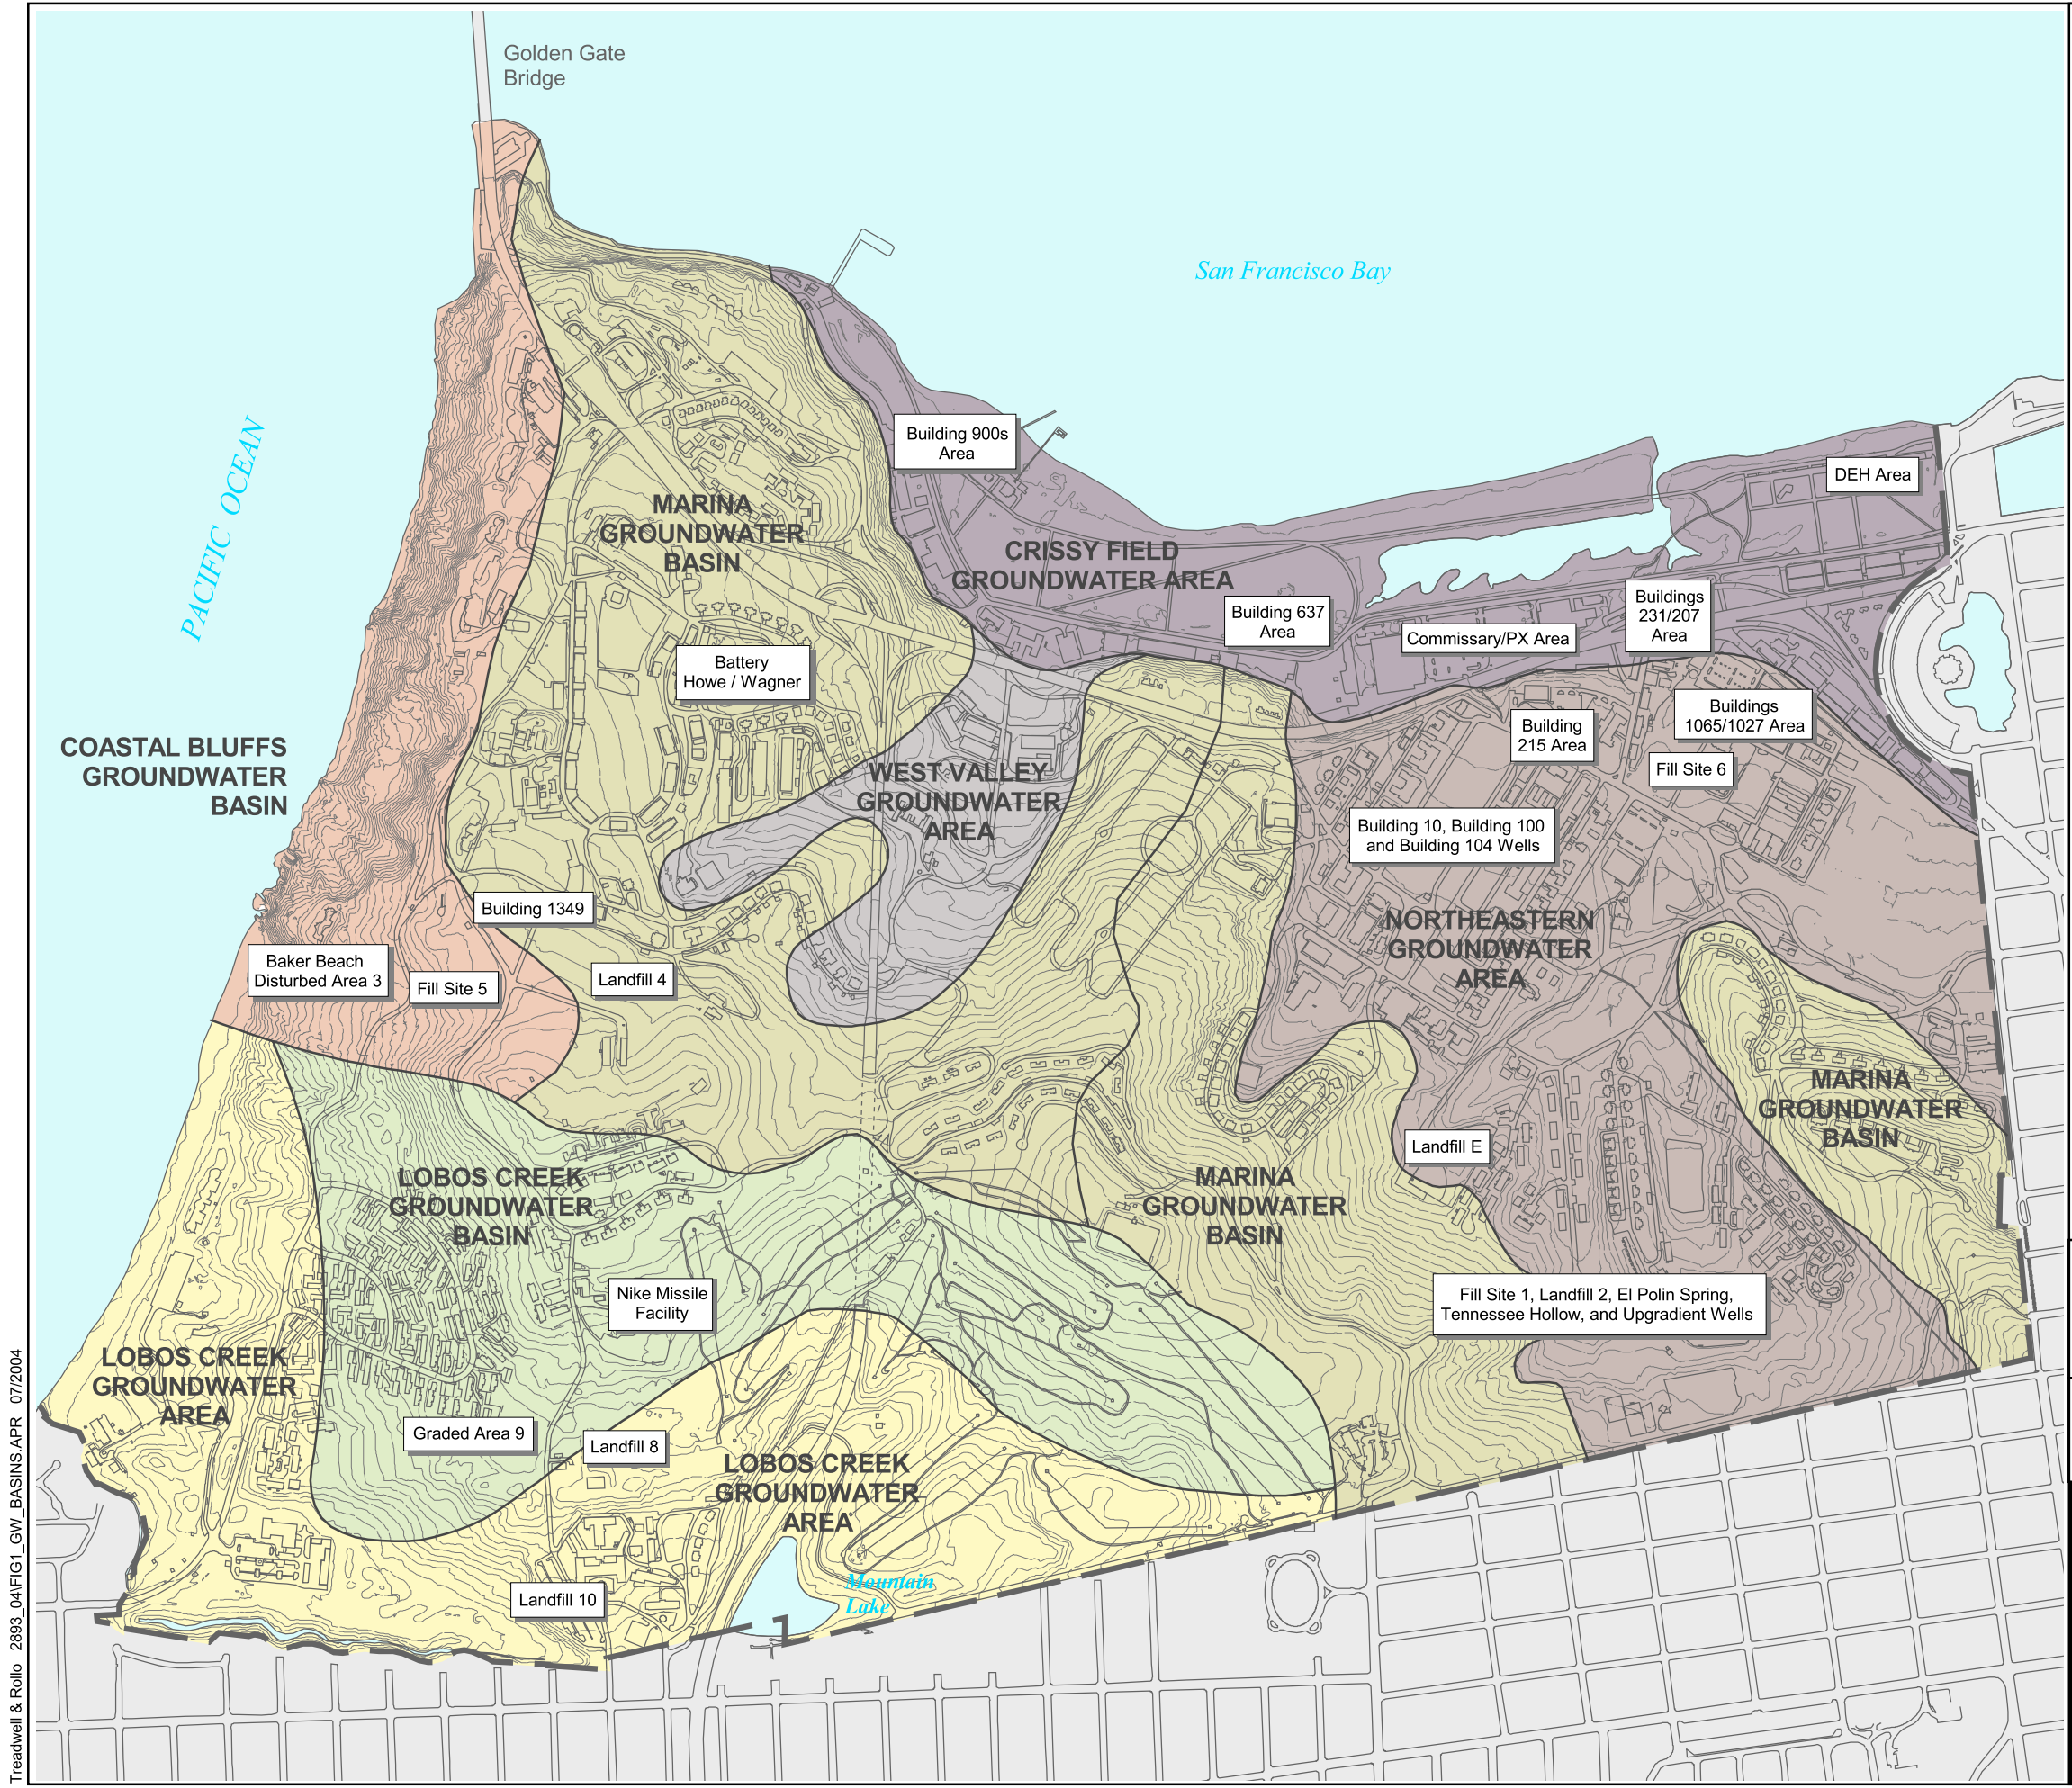 Golden Gate
Bridge
San Francisco Bay
PACIFIC OCEAN
Building 900s
Area
DEH Area
MARINA
GROUNDWATER
BASIN
CRISSY FIELD
GROUNDWATER AREA
Building 637
Area
Commissary/PX Area
Buildings
231/207
Area
Battery
Howe / Wagner
Buildings
1065/1027 Area
Building
215 Area
Fill Site 6
COASTAL BLUFFS
GROUNDWATER
BASIN
WEST VALLEY
GROUNDWATER
AREA
Building 10, Building 100
and Building 104 Wells
Building 1349
NORTHEASTERN
GROUNDWATER
AREA
Baker Beach
Disturbed Area 3
Fill Site 5
Landfill 4
MARINA
GROUNDWATER
BASIN
Landfill E
LOBOS CREEK
GROUNDWATER
BASIN
MARINA
GROUNDWATER
BASIN
Nike Missile
Facility
Fill Site 1, Landfill 2, El Polin Spring,
Tennessee Hollow, and Upgradient Wells
LOBOS CREEK
GROUNDWATER
AREA
Graded Area 9
Landfill 8
LOBOS CREEK
GROUNDWATER
AREA
Landfill 10
Mountain
Lake
Treadwell & Rollo 2893_04\FIG1_GW_BASINS.APR 07/2004